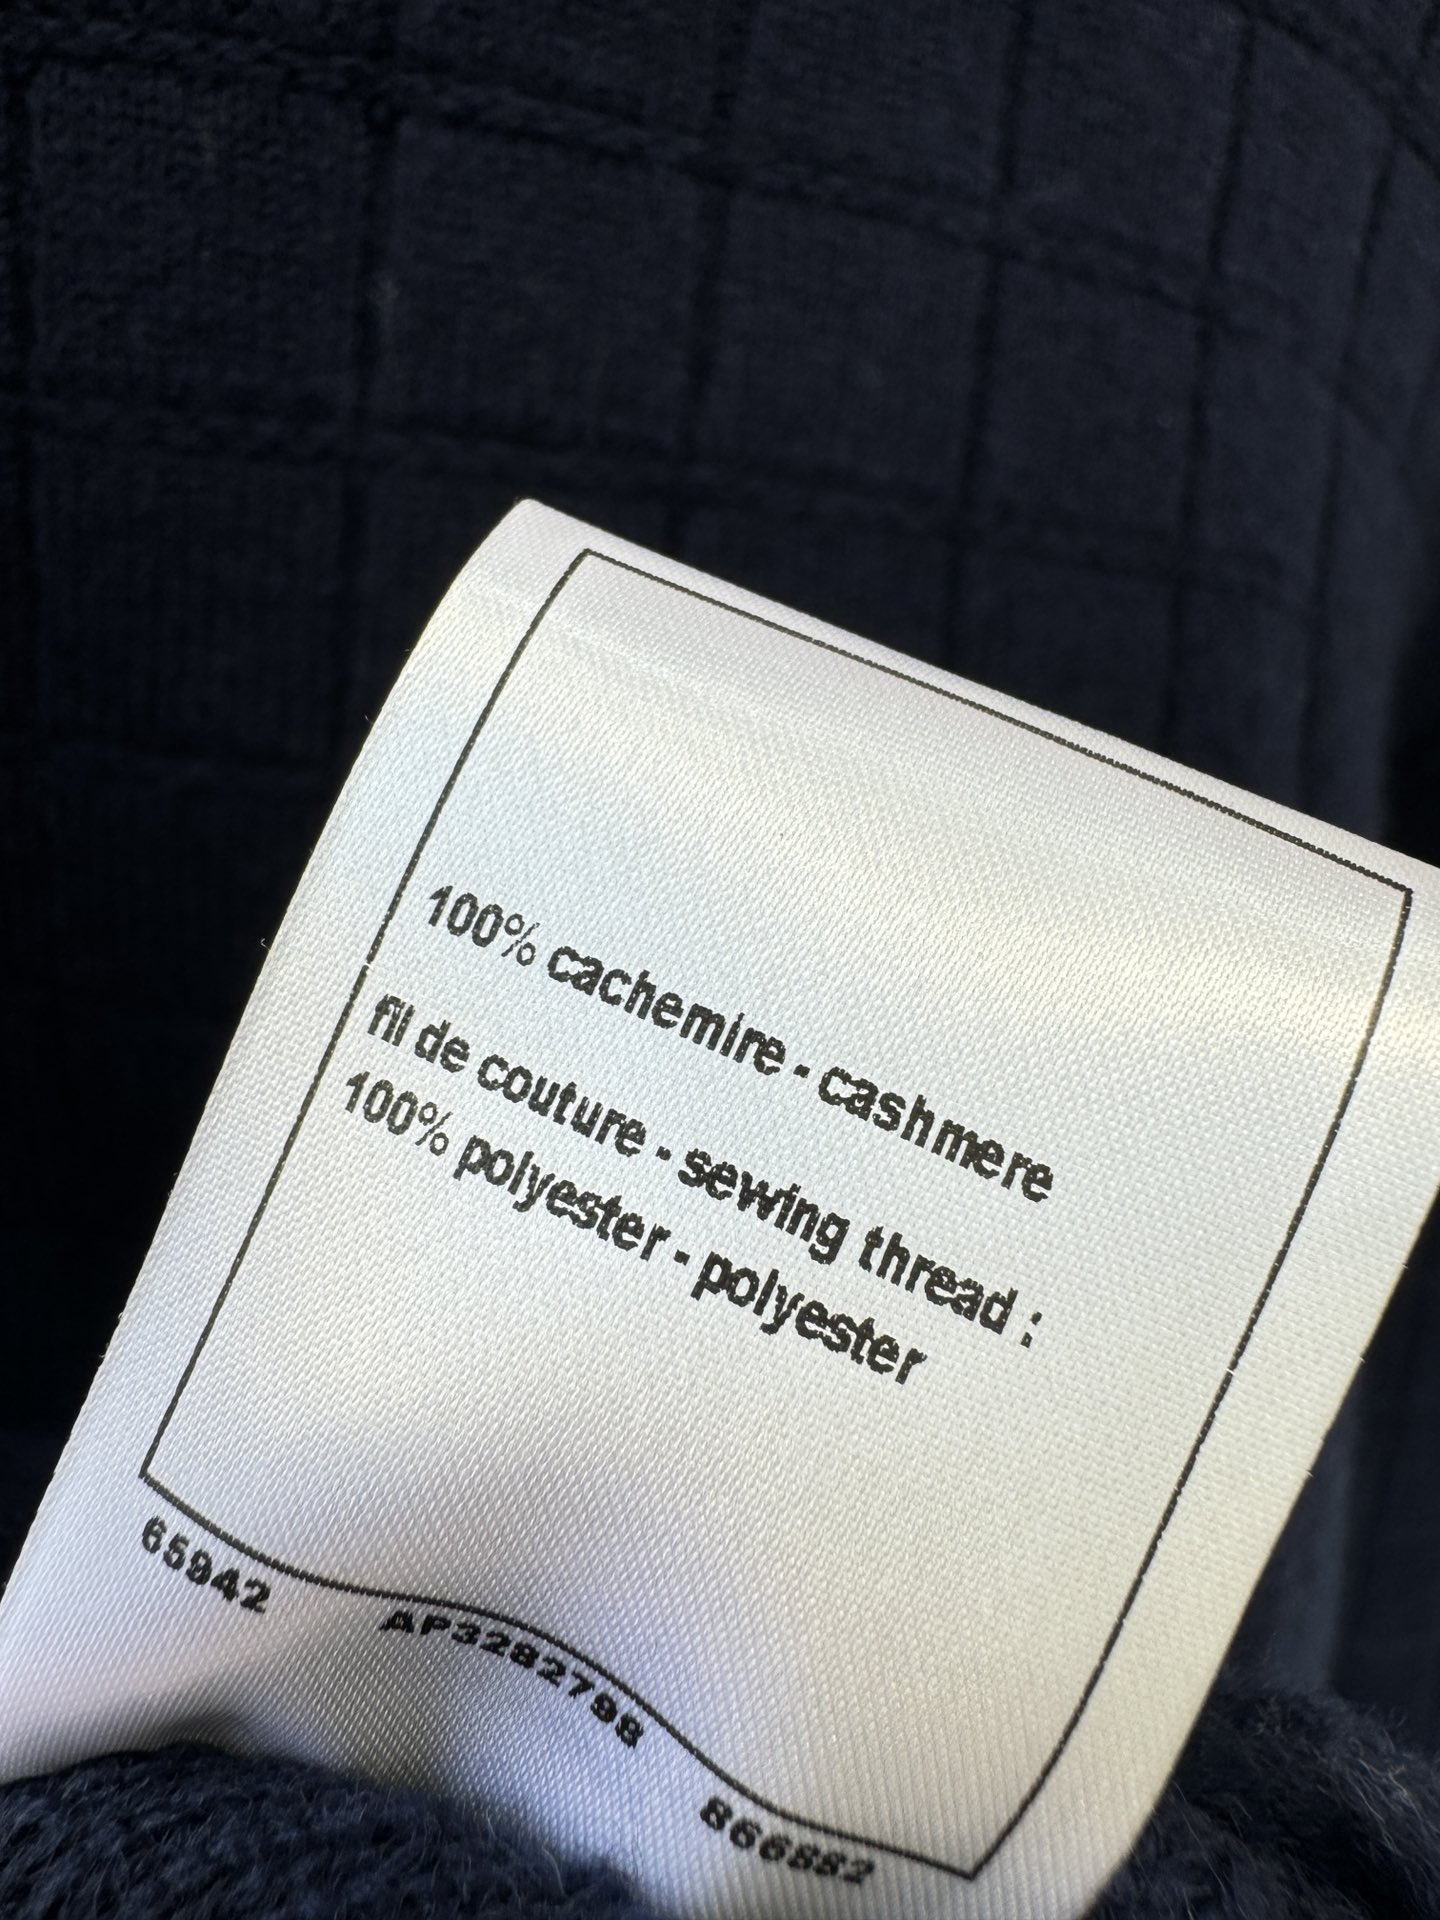 100% cachemire - cashmere
fil de couture - sewing thread :
100% polyester - polyester
65942 AP3282798 866882